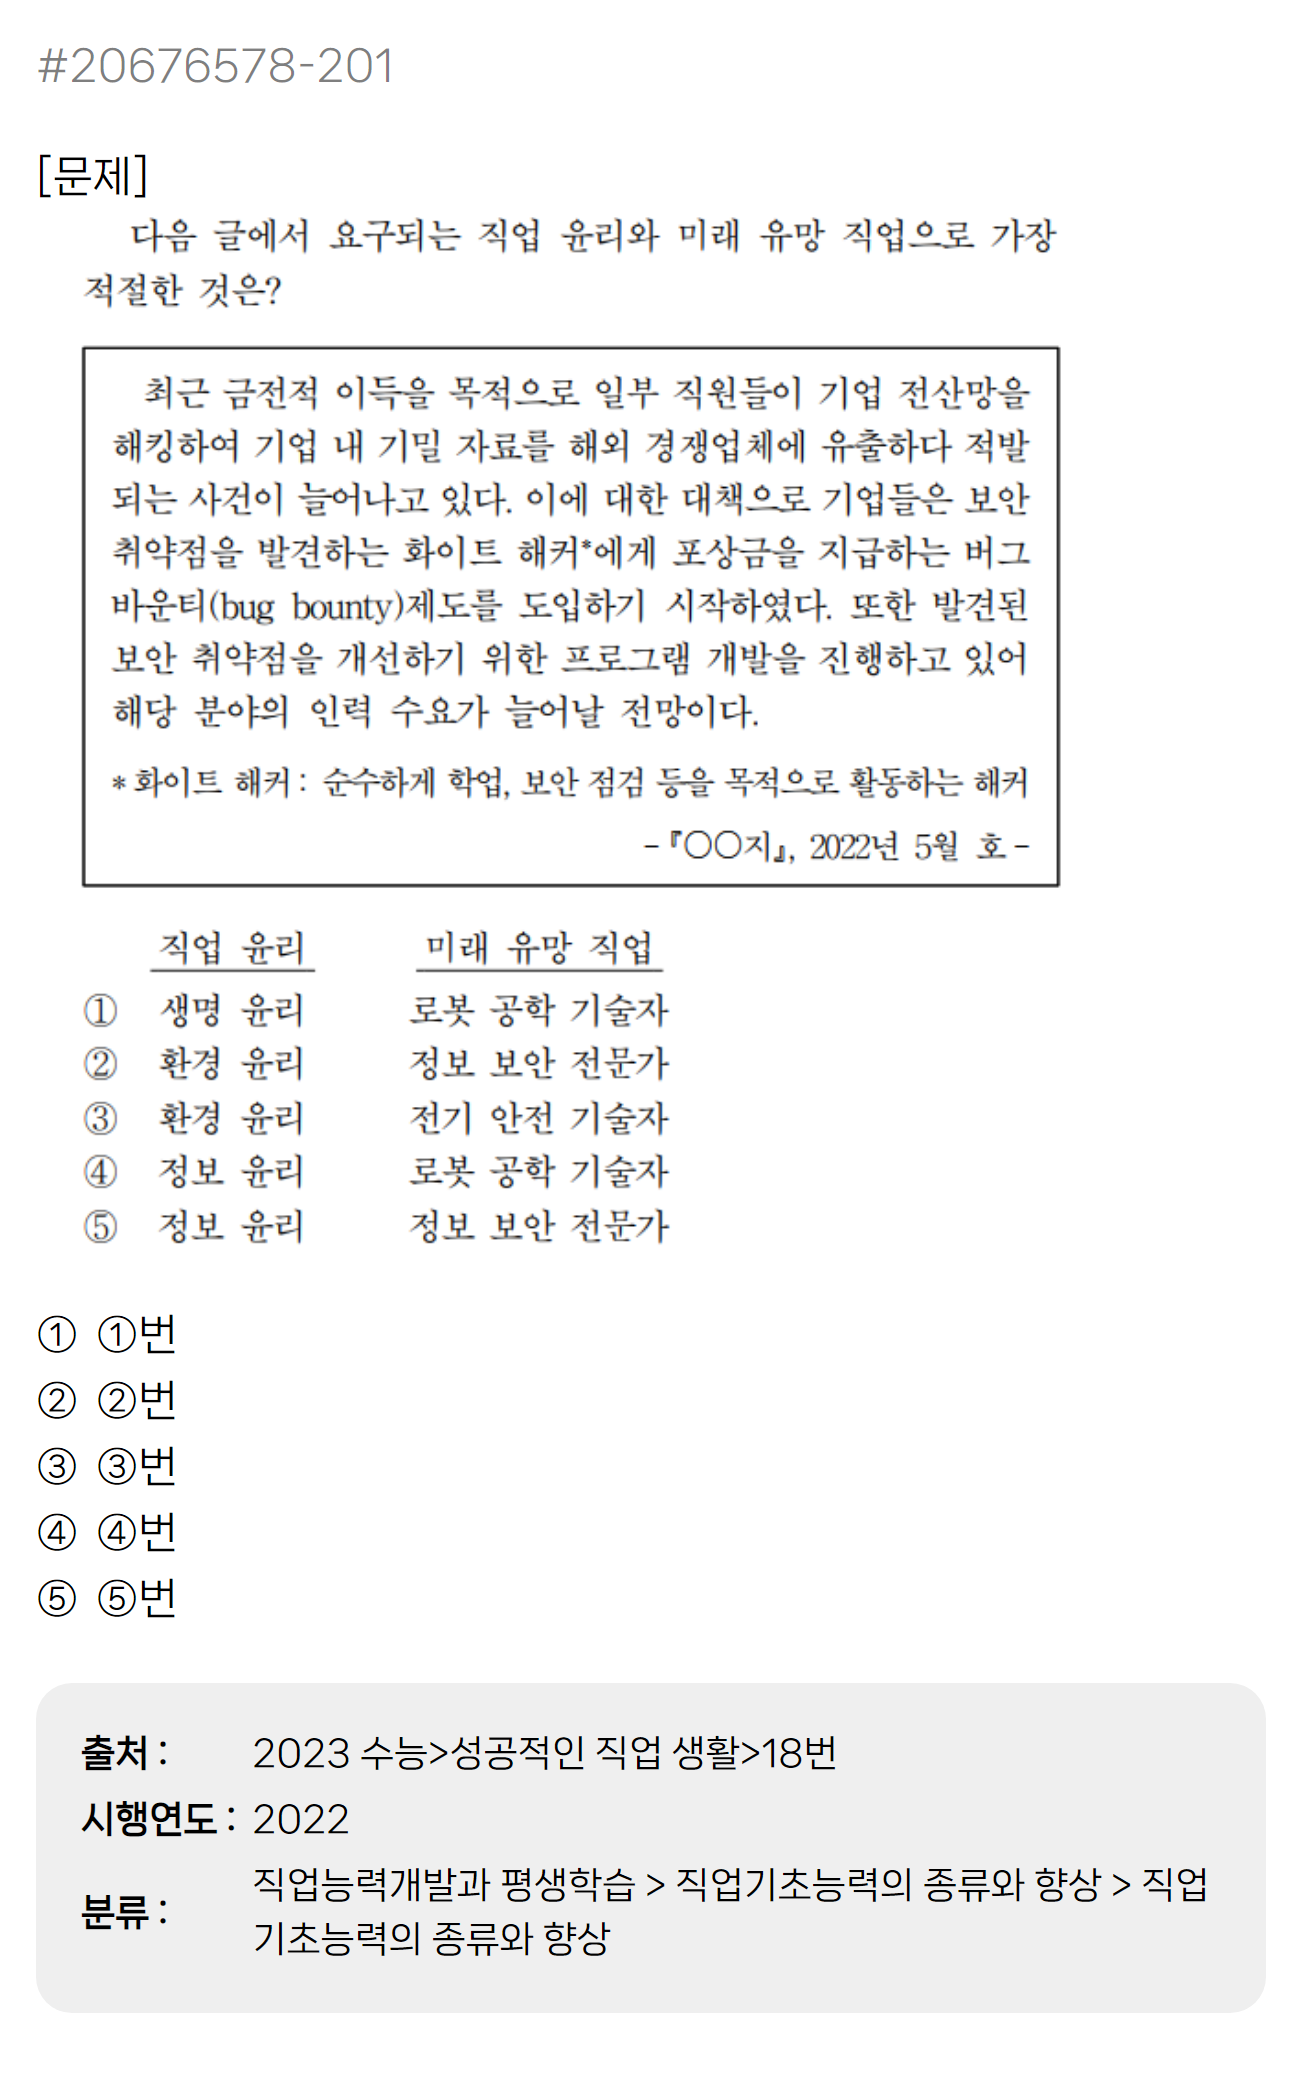 #20676578-201
[문제]
다음 글에서 요구되는 직업 윤리와 미래 유망 직업으로 가장
적절한 것은?
최근 금전적 이득을 목적으로 일부 직원들이 기업 전산망을
해킹하여 기업 내 기밀 자료를 해외 경쟁업체에 유출하다 적발
되는 사건이 늘어나고 있다. 이에 대한 대책으로 기업들은 보안
취약점을 발견하는 화이트 해커*에게 포상금을 지급하는 버그
바운티(bug bounty)제도를 도입하기 시작하였다. 또한 발견된
보안 취약점을 개선하기 위한 프로그램 개발을 진행하고 있어
해당 분야의 인력 수요가 늘어날 전망이다.
* 화이트 해커 : 순수하게 학업, 보안 점검 등을 목적으로 활동하는 해커
-『○○지』, 2022년 5월 호-
직업 윤리 미래 유망 직업
① 생명 윤리 로봇 공학 기술자
② 환경 윤리 정보 보안 전문가
③ 환경 윤리 전기 안전 기술자
④ 정보 윤리 로봇 공학 기술자
⑤ 정보 윤리 정보 보안 전문가
① ①번
② ②번
③ ③번
④ ④번
⑤ ⑤번
출처 : 2023 수능>성공적인 직업 생활>18번
시행연도 : 2022
분류 : 직업능력개발과 평생학습 > 직업기초능력의 종류와 향상 > 직업
기초능력의 종류와 향상